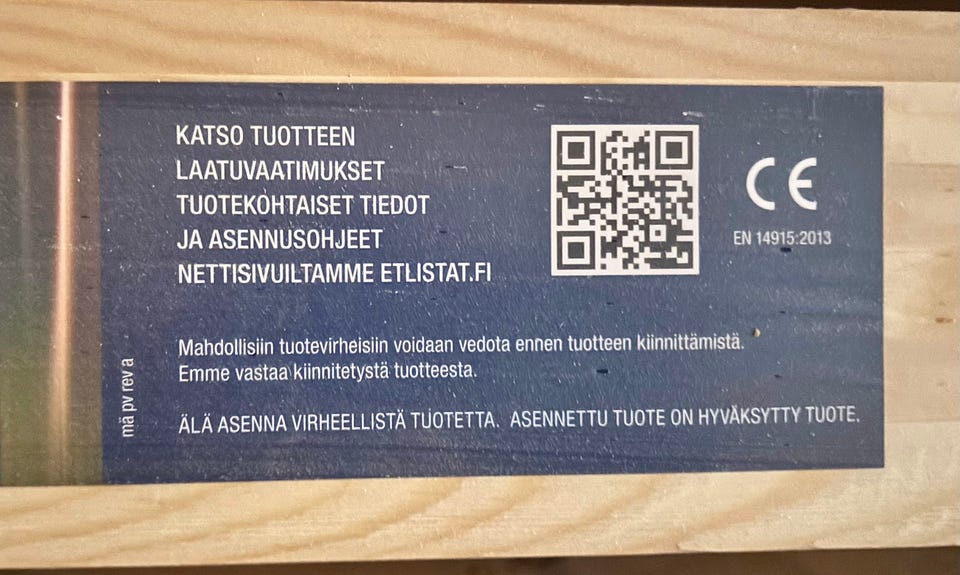 KATSO TUOTTEEN
LAATUVAATIMUKSET
TUOTEKOHTAISET TIEDOT
JA ASENNUSOHJEET
NETTISIVUILTAMME ETLISTAT.FI
CE
EN 14915:2013
mä pv rev a
Mahdollisiin tuotevirheisiin voidaan vedota ennen tuotteen kiinnittämistä.
Emme vastaa kiinnitetystä tuotteesta.
ÄLÄ ASENNA VIRHEELLISTÄ TUOTETTA. ASENNETTU TUOTE ON HYVÄKSYTTY TUOTE.